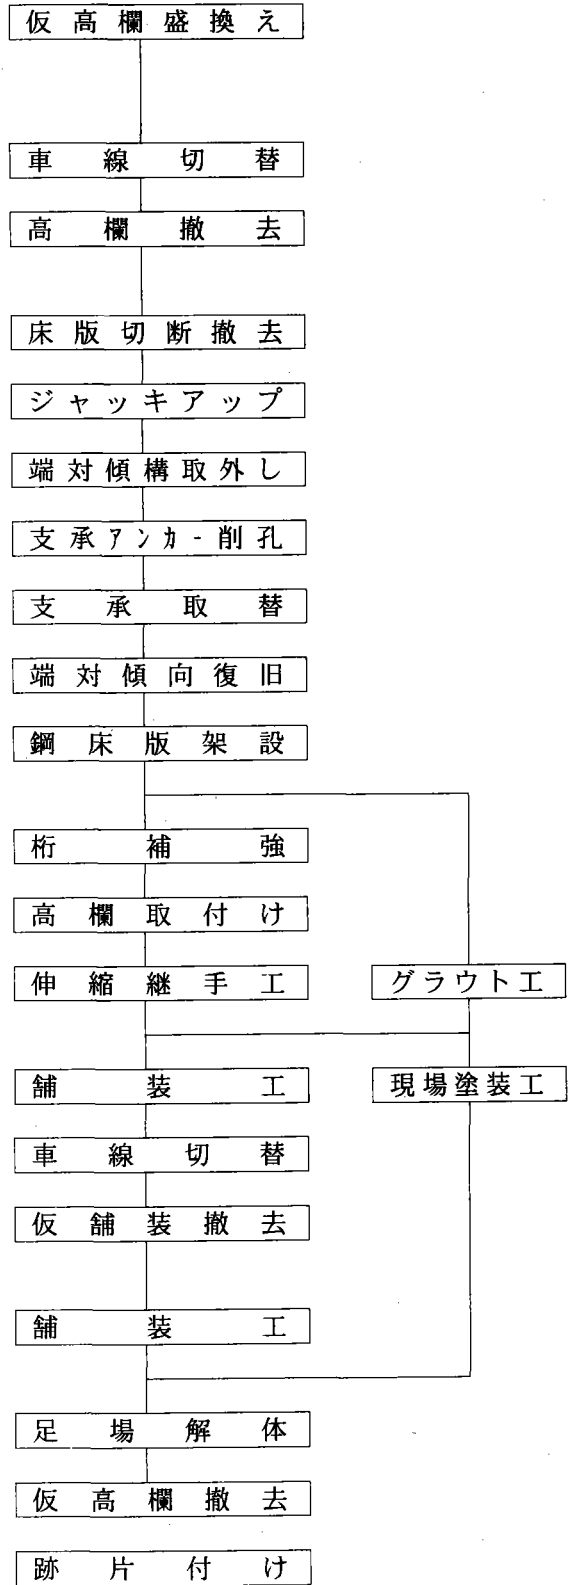 仮高欄盛換え
車線切替
高欄撤去
床版切断撤去
ジャッキアップ
端対傾構取外し
支承アンカー削孔
支承取替
端対傾向復旧
鋼床版架設
桁補強
高欄取付け
伸縮継手工
グラウト工
舗装工
現場塗装工
車線切替
仮舗装撤去
舗装工
足場解体
仮高欄撤去
跡片付け